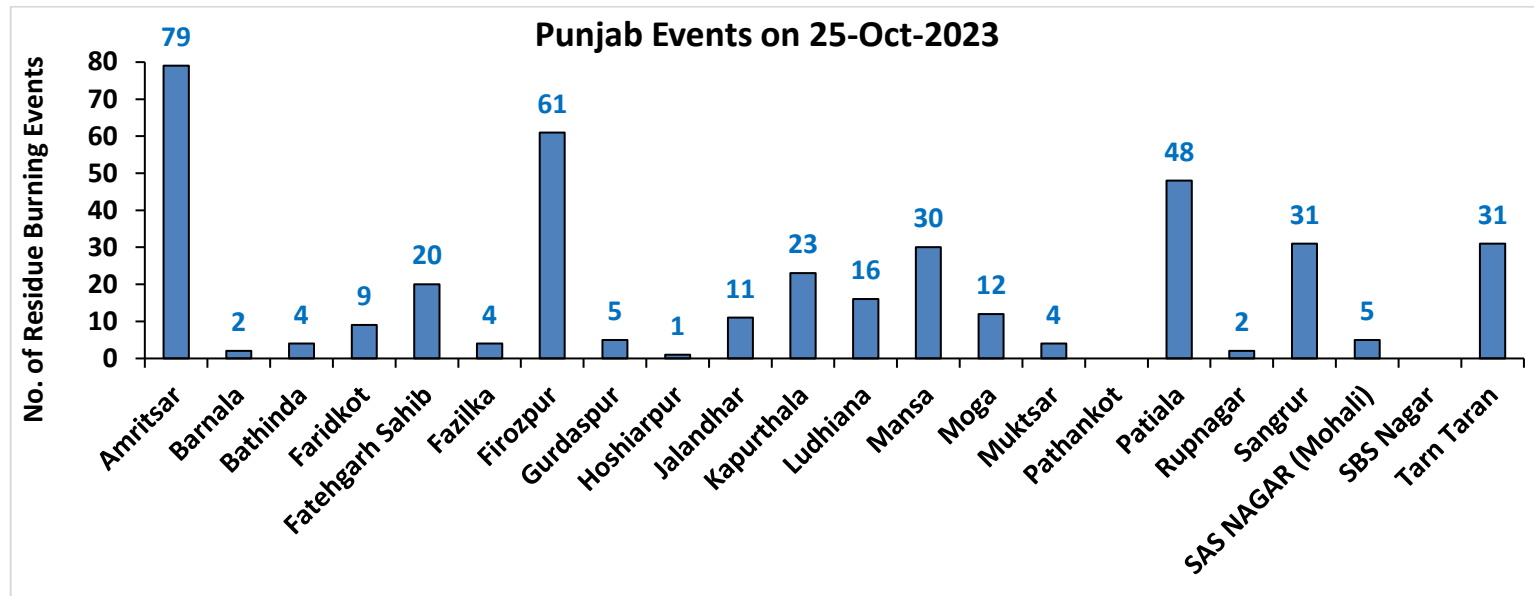 Punjab Events on 25-Oct-2023
No. of Residue Burning Events
80
70
60
50
40
30
20
10
0
79
2
4
9
20
4
61
5
1
11
23
16
30
12
4
48
2
31
5
31
Amritsar
Barnala
Bathinda
Faridkot
Fatehgarh Sahib
Fazilka
Firozpur
Gurdaspur
Hoshiarpur
Jalandhar
Kapurthala
Ludhiana
Mansa
Moga
Muktsar
Pathankot
Patiala
Rupnagar
Sangrur
SAS NAGAR (Mohali)
SBS Nagar
Tarn Taran